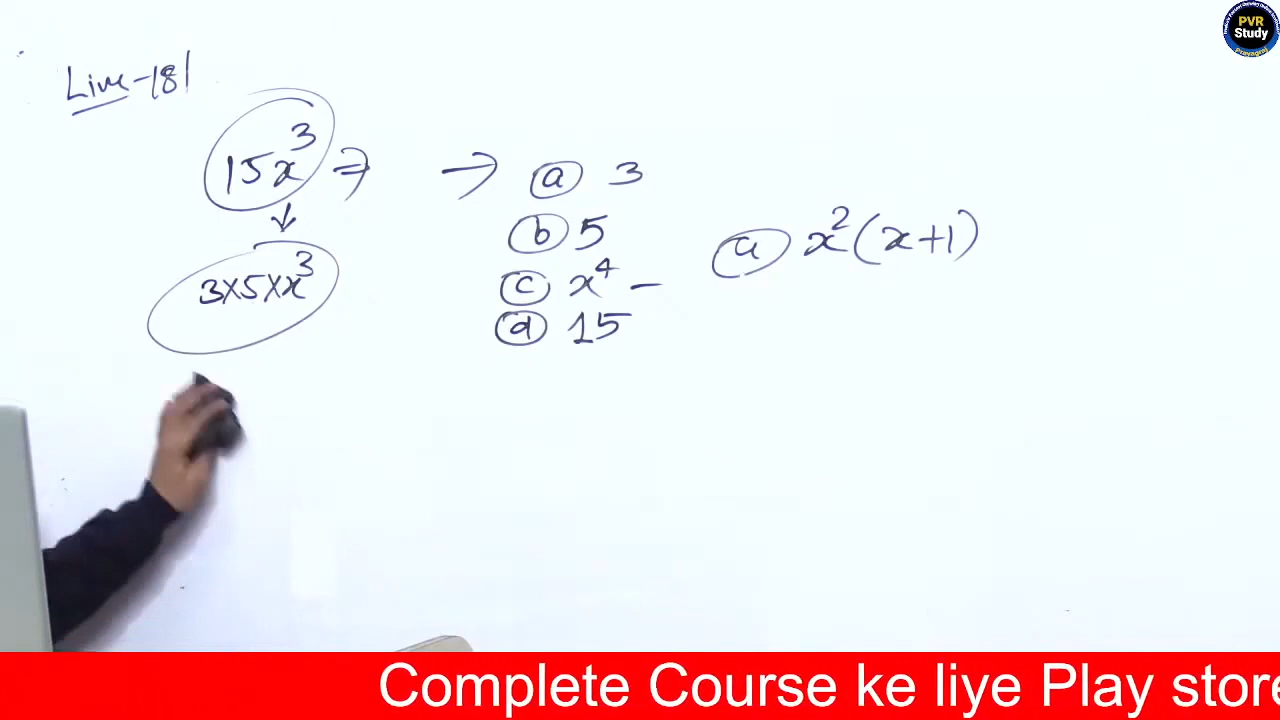 PVR
Study
Prayagraj
Live-181
15x³ ⇒
↓
3×5×x³
→ (a) 3
(b) 5
(c) x⁴ –
(d) 15
(a) x²(x+1)
Complete Course ke liye Play store